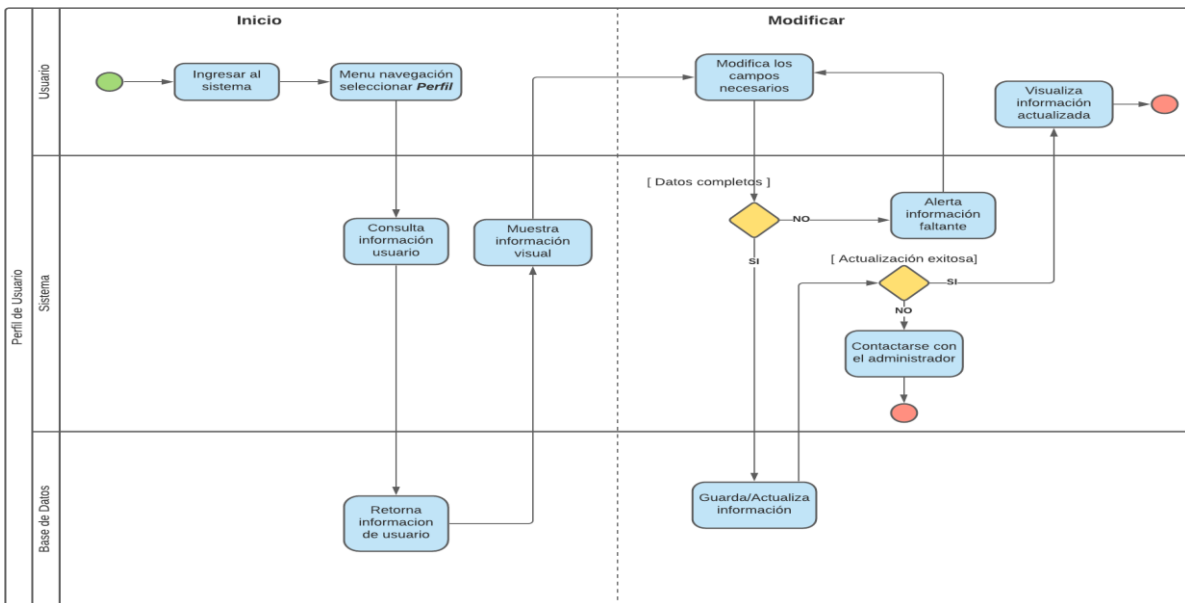 Inicio
Modificar
Perfil de Usuario
Usuario
Ingresar al
sistema
Menu navegación
seleccionar Perfil
Modifica los
campos
necesarios
Visualiza
información
actualizada
Sistema
[ Datos completos ]
Consulta
información
usuario
Muestra
información
visual
NO
Alerta
información
faltante
SI
[ Actualización exitosa]
SI
NO
Contactarse con
el administrador
Base de Datos
Retorna
informacion
de usuario
Guarda/Actualiza
información